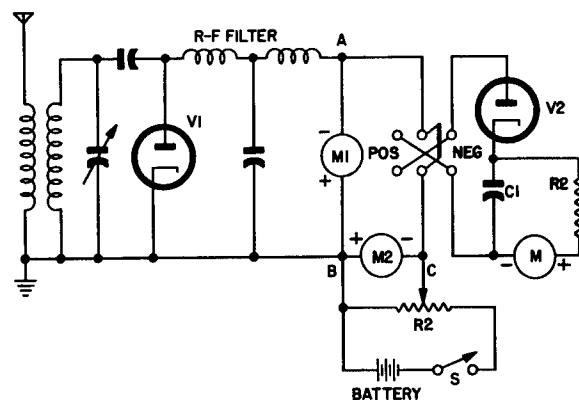 R-F FILTER
A
V1
V2
-
M1
+
POS
NEG
C1
R2
+
M2
-
-
M
+
B
C
R2
BATTERY
S